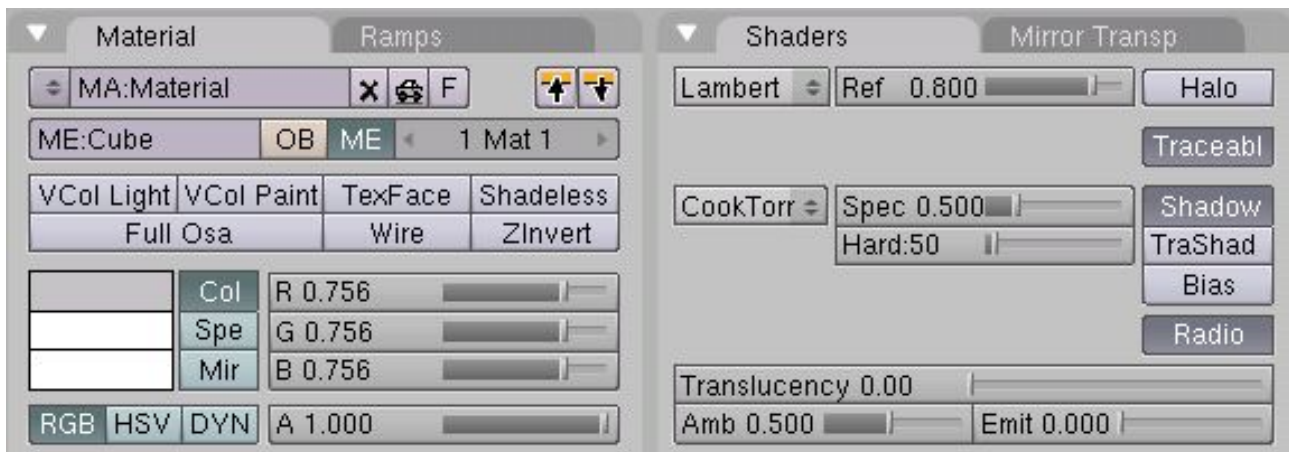 Material Ramps
MA:Material F
ME:Cube OB ME 1 Mat 1
VCol Light VCol Paint TexFace Shadeless
Full Osa Wire ZInvert
Col R 0.756
Spe G 0.756
Mir B 0.756
RGB HSV DYN A 1.000
Shaders Mirror Transp
Lambert Ref 0.800 Halo
Traceabl
CookTorr Spec 0.500 Shadow
Hard:50 TraShad
Bias
Radio
Translucency 0.00
Amb 0.500 Emit 0.000